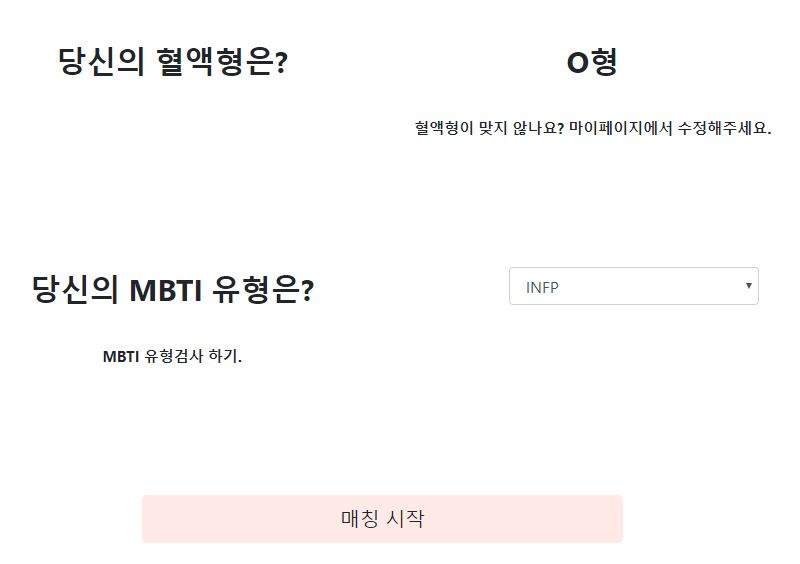 당신의 혈액형은?
O형
혈액형이 맞지 않나요? 마이페이지에서 수정해주세요.
당신의 MBTI 유형은?
INFP
MBTI 유형검사 하기.
매칭 시작